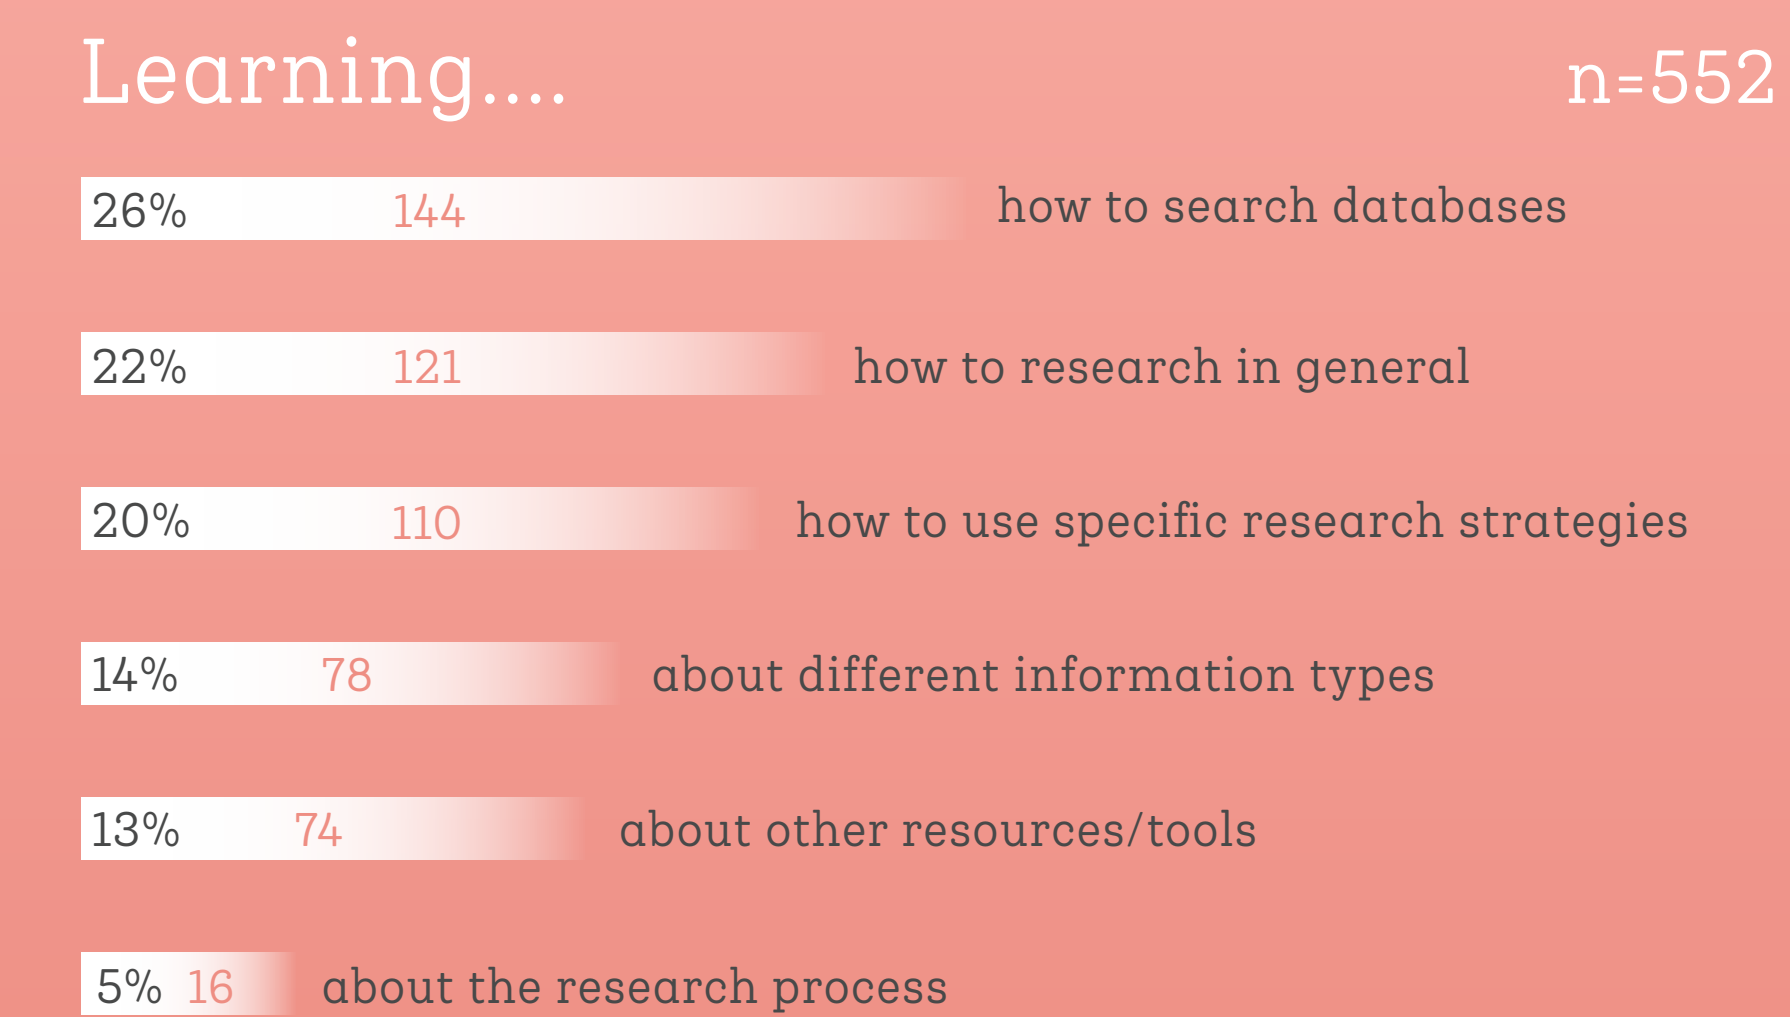 Learning....
n=552
26% 144 how to search databases
22% 121 how to research in general
20% 110 how to use specific research strategies
14% 78 about different information types
13% 74 about other resources/tools
5% 16 about the research process